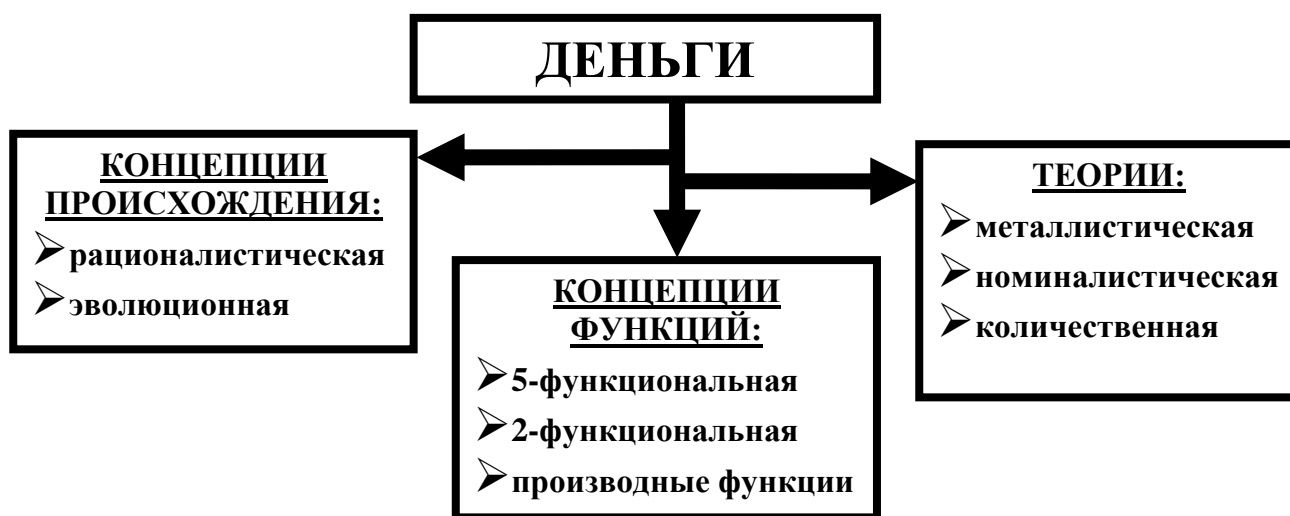 ДЕНЬГИ
КОНЦЕПЦИИ
ПРОИСХОЖДЕНИЯ:
рационалистическая
эволюционная
КОНЦЕПЦИИ
ФУНКЦИЙ:
5-функциональная
2-функциональная
производные функции
ТЕОРИИ:
металлистическая
номиналистическая
количественная